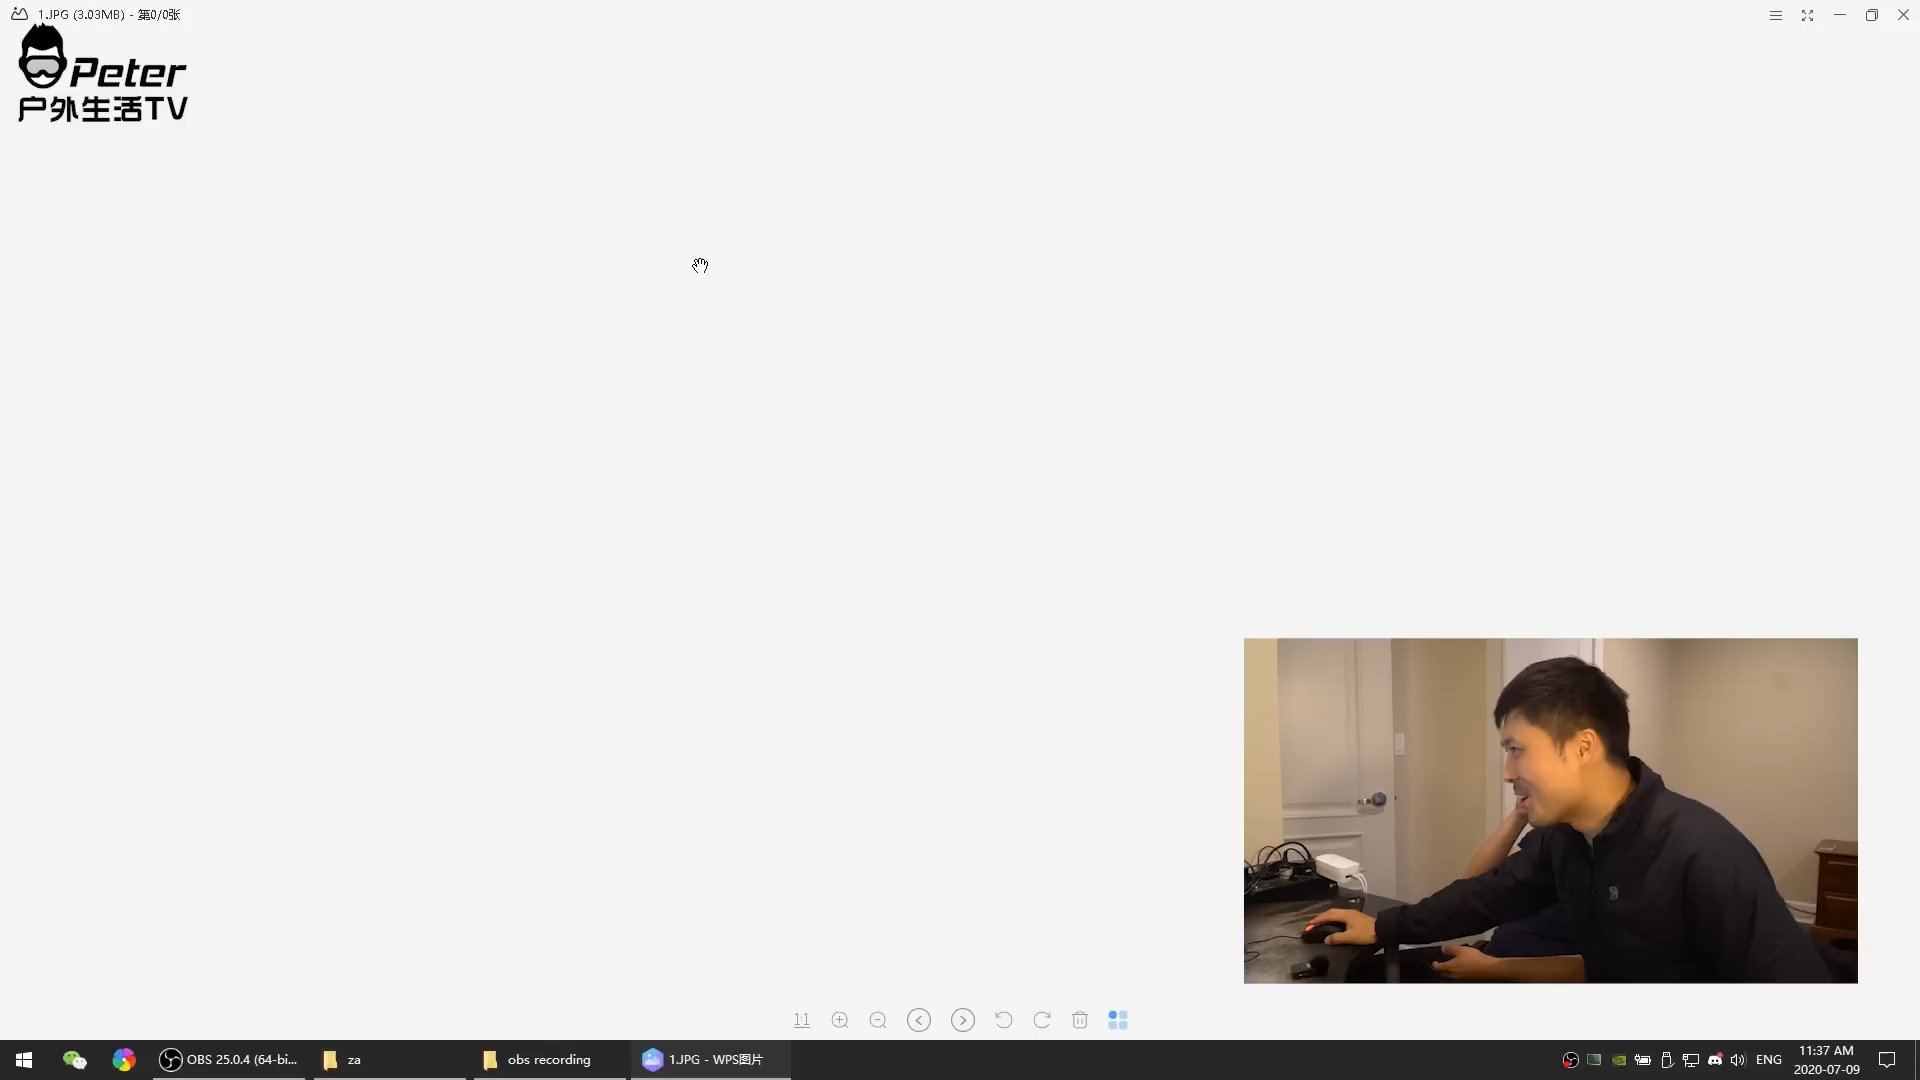 1.JPG (3.03MB) - 第0/0张
Peter
户外生活TV
1:1
OBS 25.0.4 (64-bi...
za
obs recording
1.JPG - WPS图片
ENG
11:37 AM
2020-07-09